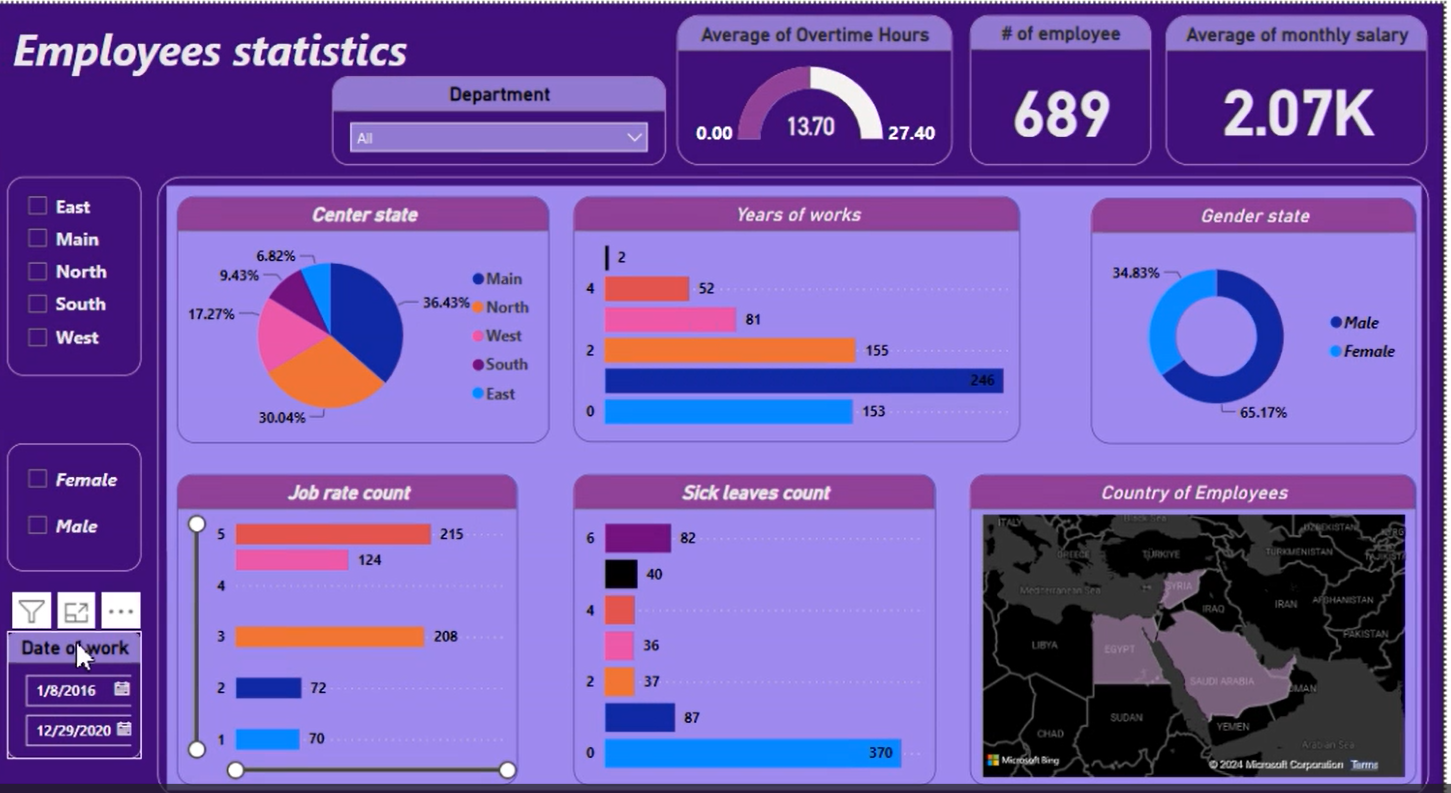 Employees statistics
Department
All
Average of Overtime Hours
0.00
13.70
27.40
# of employee
689
Average of monthly salary
2.07K
East
Main
North
South
West
Female
Male
Date of work
1/8/2016
12/29/2020
Center state
6.82%
9.43%
17.27%
30.04%
36.43%
Main
North
West
South
East
Years of works
2
4
52
81
2
155
246
0
153
Gender state
34.83%
65.17%
Male
Female
Job rate count
5
215
124
4
3
208
2
72
1
70
Sick leaves count
6
82
40
4
36
2
37
87
0
370
Country of Employees
ITALY
Black Sea
UZBEKISTAN
GREECE
TÜRKIYE
TURKMENISTAN
Mediterranean Sea
SYRIA
IRAQ
IRAN
AFGHANISTAN
PAKISTAN
LIBYA
EGYPT
SAUDI ARABIA
OMAN
SUDAN
YEMEN
CHAD
Arabian Sea
Microsoft Bing
© 2024 Microsoft Corporation Terms